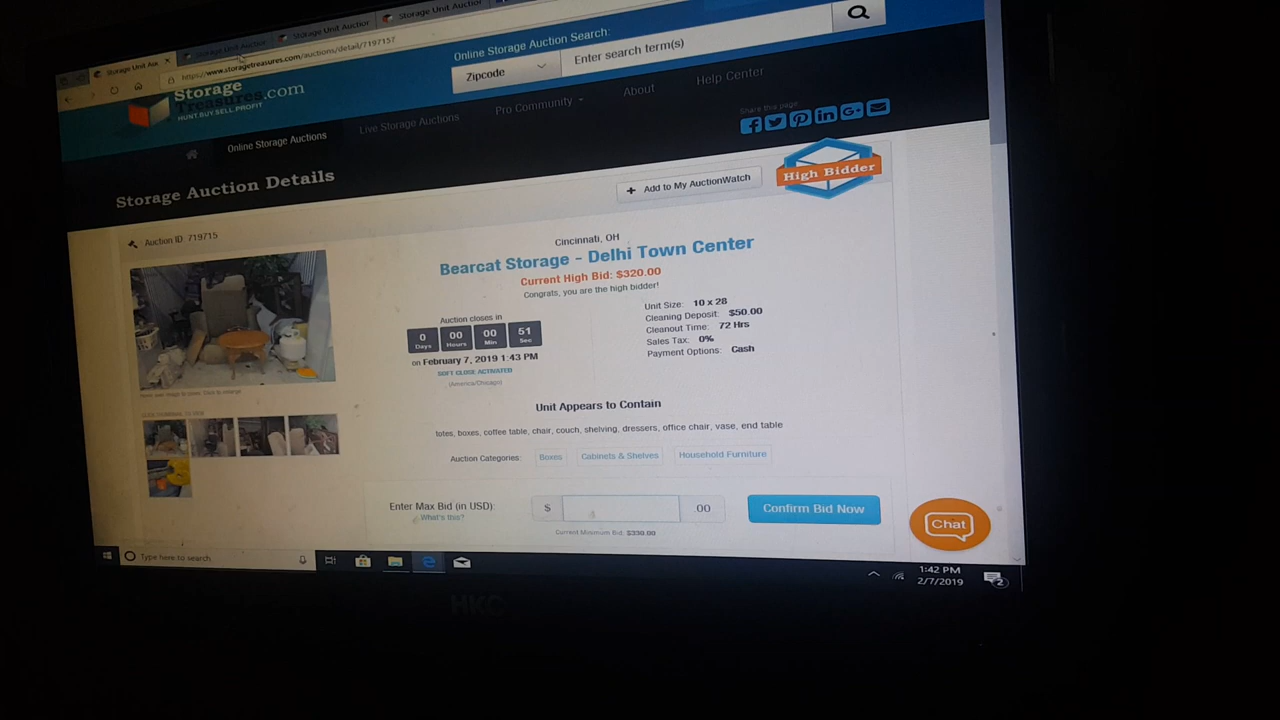 Storage Unit Auc
Storage Unit Auction
Storage Unit Auction
Storage Unit Auction
https://www.storagetreasures.com/auctions/detail/719715?
Storage
Treasures.com
HUNT.BUY.SELL.PROFIT
Online Storage Auction Search:
Zipcode
Enter search term(s)
Online Storage Auctions
Live Storage Auctions
Pro Community
About
Help Center
Share this page
Storage Auction Details
+ Add to My AuctionWatch
High Bidder
Auction ID: 719715
Cincinnati, OH
Bearcat Storage - Delhi Town Center
Current High Bid: $320.00
Congrats, you are the high bidder!
Auction closes in
0 00 00 51
Days Hours Min Sec
on February 7, 2019 1:43 PM
SOFT CLOSE ACTIVATED
(America/Chicago)
Unit Size: 10 x 28
Cleaning Deposit: $50.00
Cleanout Time: 72 Hrs
Sales Tax: 0%
Payment Options: Cash
Unit Appears to Contain
totes, boxes, coffee table, chair, couch, shelving, dressers, office chair, vase, end table
Auction Categories: Boxes Cabinets & Shelves Household Furniture
Enter Max Bid (in USD):
What's this?
$ .00
Confirm Bid Now
Current Minimum Bid: $330.00
Chat
Type here to search
1:42 PM
2/7/2019
2
HKC